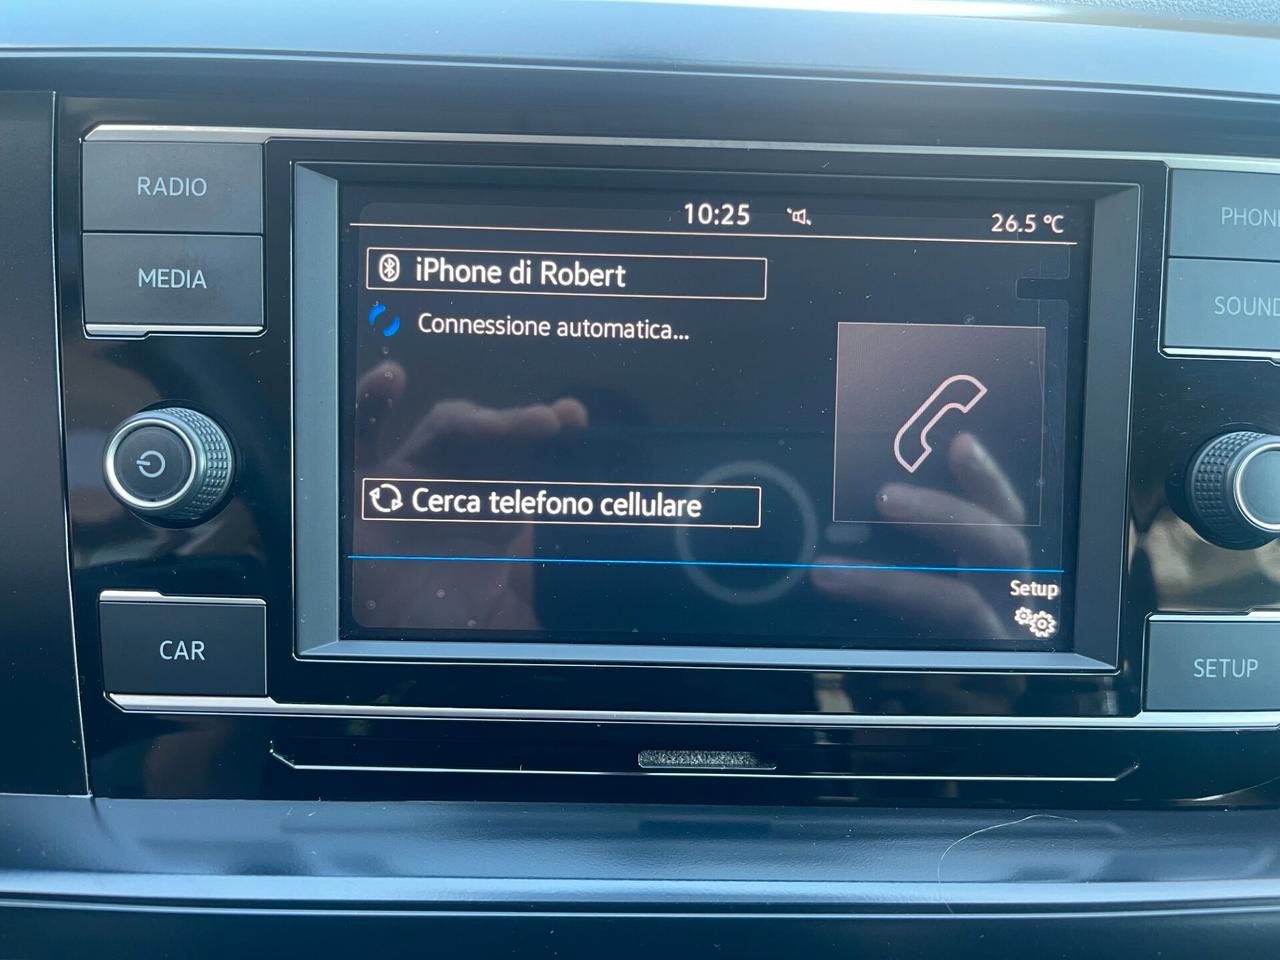 RADIO
MEDIA
10:25
26.5 °C
iPhone di Robert
Connessione automatica...
Cerca telefono cellulare
Setup
CAR
PHON
SOUND
SETUP